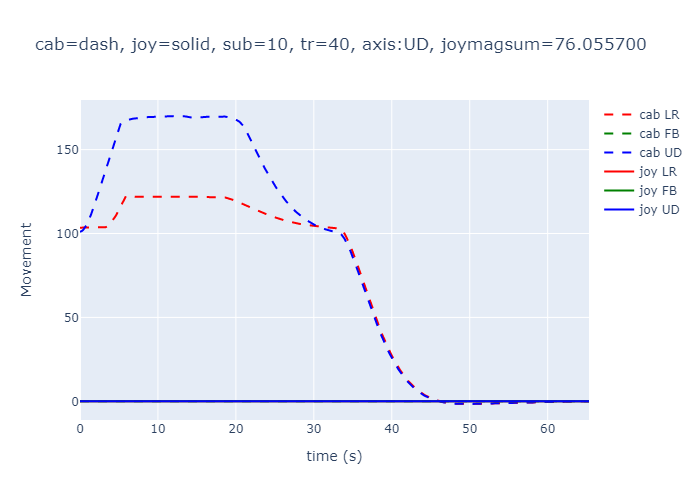 cab=dash, joy=solid, sub=10, tr=40, axis:UD, joymagsum=76.055700
cab LR
cab FB
cab UD
joy LR
joy FB
joy UD
Movement
150
100
50
0
0 10 20 30 40 50 60
time (s)